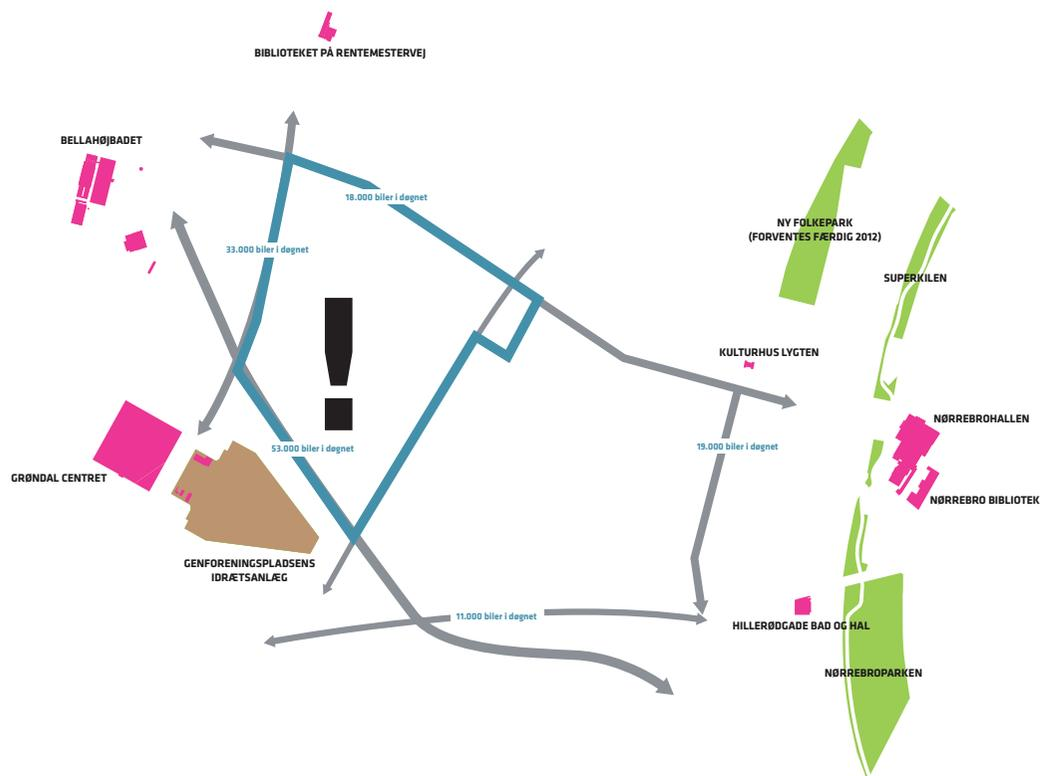 BIBLIOTEKET PÅ RENTEMESTERVEJ
BELLAHØJBADET
18.000 biler i døgnet
NY FOLKEPARK
(FORVENTES FÆRDIG 2012)
33.000 biler i døgnet
SUPERKILEN
KULTURHUS LYGTEN
NØRREBROHALLEN
53.000 biler i døgnet
19.000 biler i døgnet
GRØNDAL CENTRET
NØRREBRO BIBLIOTEK
GENFORENINGSPLADSENS
IDRÆTSANLÆG
11.000 biler i døgnet
HILLERØDGADE BAD OG HAL
NØRREBROPARKEN